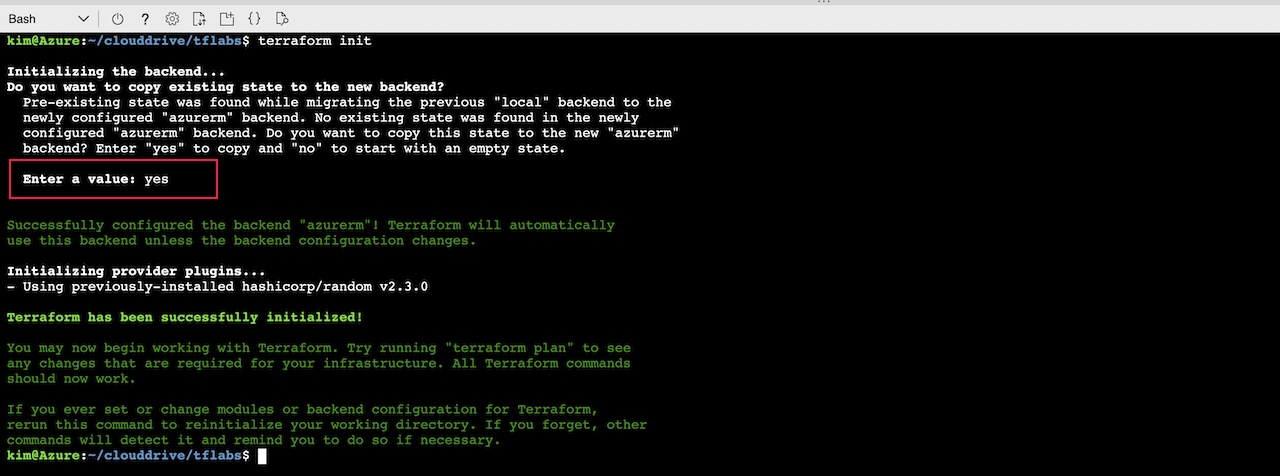 Bash
kim@Azure:~/clouddrive/tflabs$ terraform init
Initializing the backend...
Do you want to copy existing state to the new backend?
Pre-existing state was found while migrating the previous "local" backend to the
newly configured "azurerm" backend. No existing state was found in the newly
configured "azurerm" backend. Do you want to copy this state to the new "azurerm"
backend? Enter "yes" to copy and "no" to start with an empty state.
Enter a value: yes
Successfully configured the backend "azurerm"! Terraform will automatically
use this backend unless the backend configuration changes.
Initializing provider plugins...
- Using previously-installed hashicorp/random v2.3.0
Terraform has been successfully initialized!
You may now begin working with Terraform. Try running "terraform plan" to see
any changes that are required for your infrastructure. All Terraform commands
should now work.
If you ever set or change modules or backend configuration for Terraform,
rerun this command to reinitialize your working directory. If you forget, other
commands will detect it and remind you to do so if necessary.
kim@Azure:~/clouddrive/tflabs$